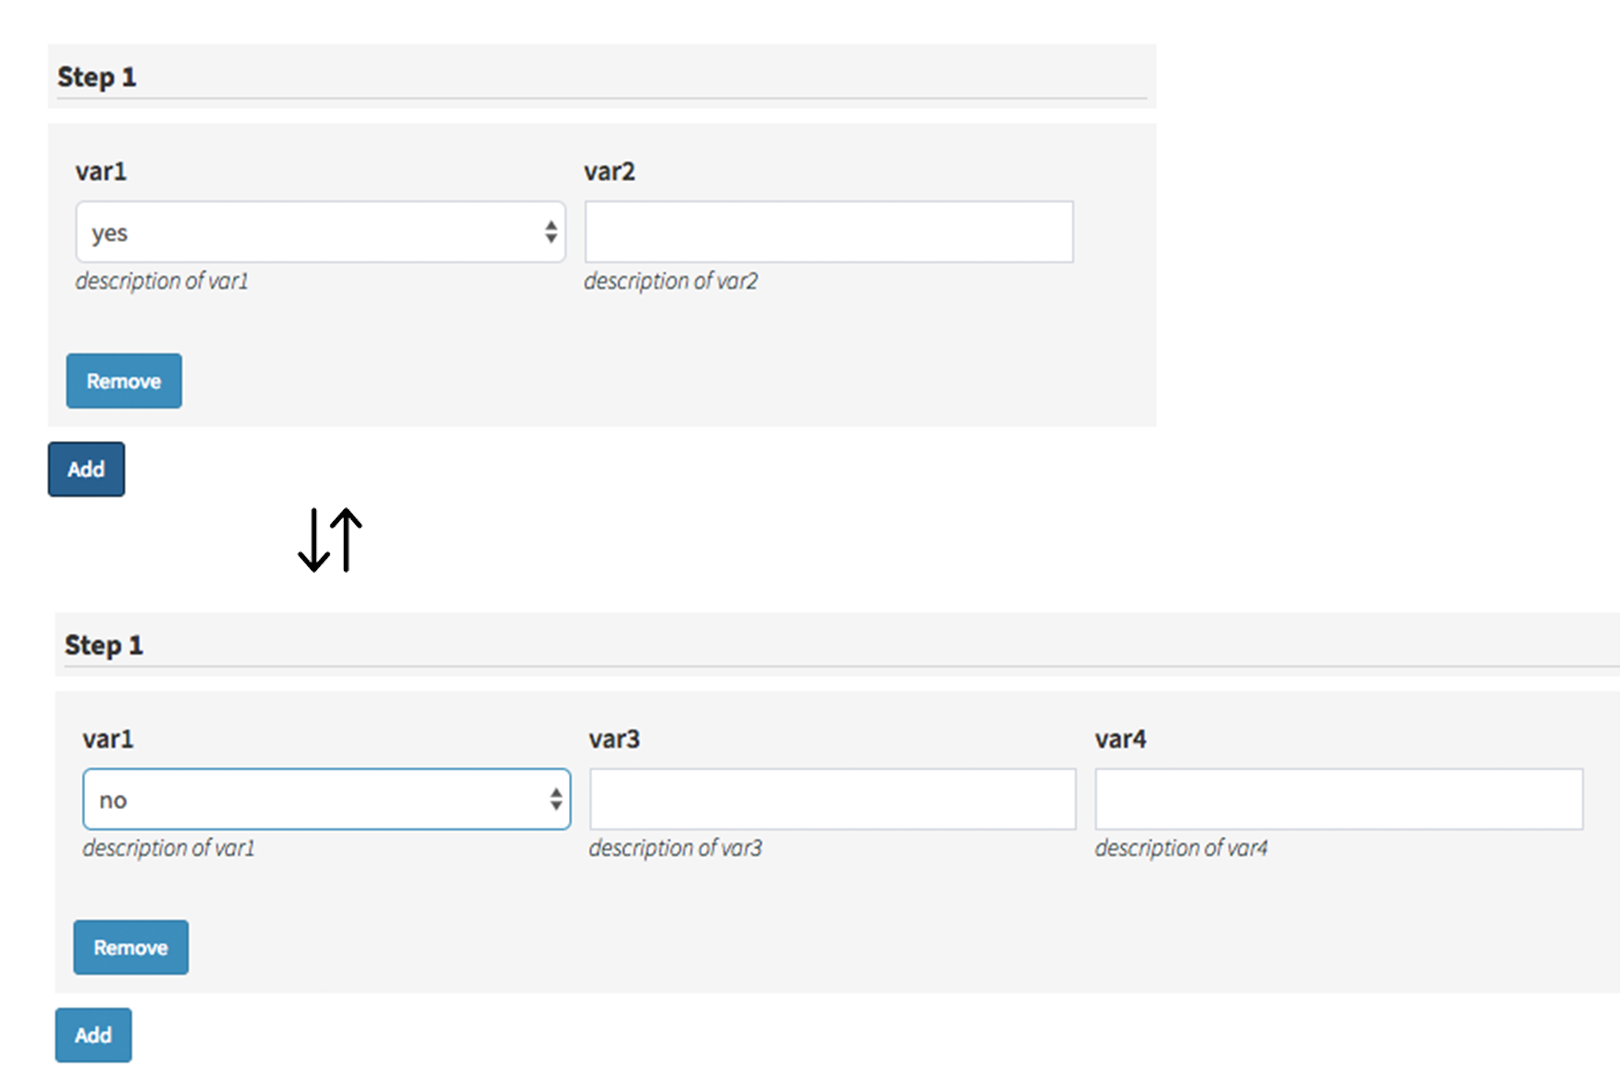 Step 1
var1 var2
yes
description of var1 description of var2
Remove
Add
Step 1
var1 var3 var4
no
description of var1 description of var3 description of var4
Remove
Add